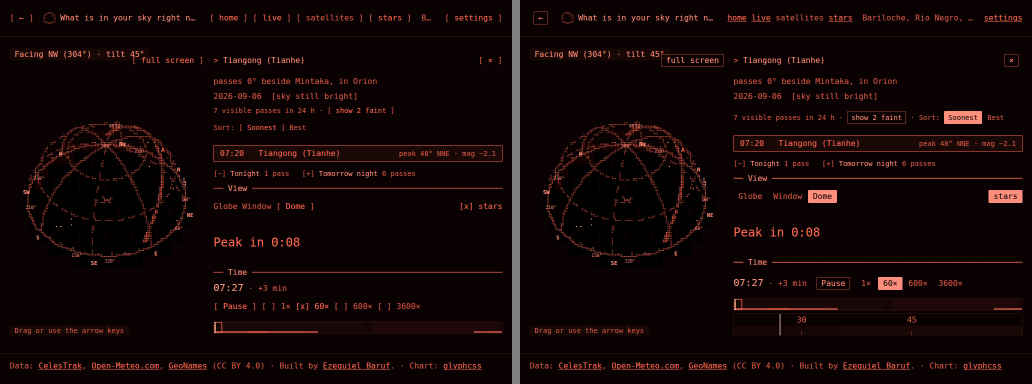 [ ← ] What is in your sky right n… [ home ] [ live ] [ satellites ] [ stars ] B… [ settings ]
Facing NW (304°) · tilt 45°
[ full screen ]
> Tiangong (Tianhe) [ × ]
passes 0° beside Mintaka, in Orion
2026-09-06 [sky still bright]
7 visible passes in 24 h · [ show 2 faint ]
Sort: [ Soonest ] Best
07:20 Tiangong (Tianhe) peak 48° NNE · mag −2.1
[−] Tonight 1 pass [+] Tomorrow night 6 passes
View
Globe Window [ Dome ] [x] stars
Peak in 0:08
Time
07:27 · +3 min
[ Pause ] [ ] 1× [x] 60× [ ] 600× [ ] 3600×
NW
W
N
SW
NE
S
E
SE
120°
Drag or use the arrow keys
Data: CelesTrak, Open-Meteo.com, GeoNames (CC BY 4.0) · Built by Ezequiel Baruf. · Chart: glyphcss
← What is in your sky right n… home live satellites stars Bariloche, Rio Negro, … settings
Facing NW (304°) · tilt 45°
full screen
> Tiangong (Tianhe) ×
passes 0° beside Mintaka, in Orion
2026-09-06 [sky still bright]
7 visible passes in 24 h · show 2 faint · Sort: Soonest Best
07:20 Tiangong (Tianhe) peak 48° NNE · mag −2.1
[−] Tonight 1 pass [+] Tomorrow night 6 passes
View
Globe Window Dome stars
Peak in 0:08
Time
07:27 · +3 min Pause 1× 60× 600× 3600×
30 45
NW
W
N
SW
NE
S
E
SE
120°
Drag or use the arrow keys
Data: CelesTrak, Open-Meteo.com, GeoNames (CC BY 4.0) · Built by Ezequiel Baruf. · Chart: glyphcss